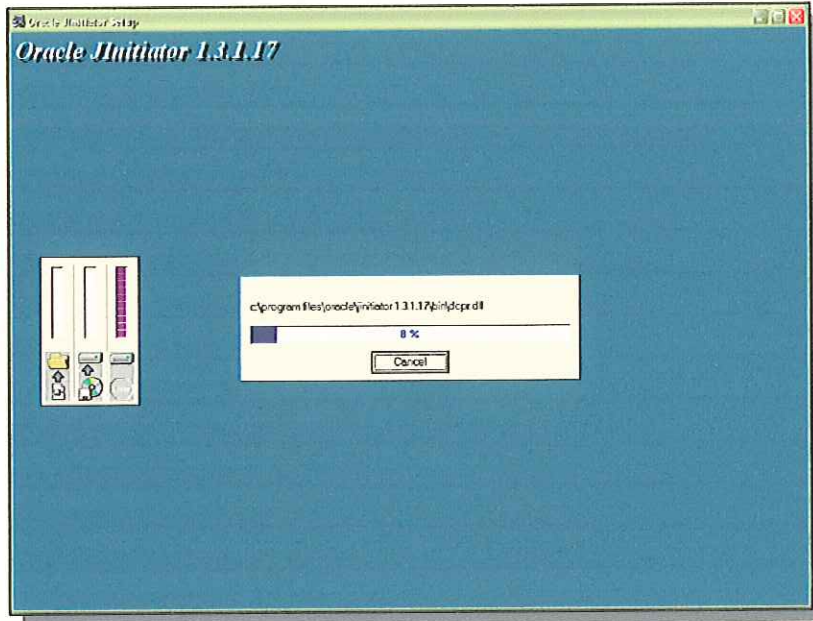 Oracle JInitiator Setup
Oracle JInitiator 1.3.1.17
c:\program files\oracle\jinitiator 1.3.1.17\bin\dcpr.dll
8 %
Cancel